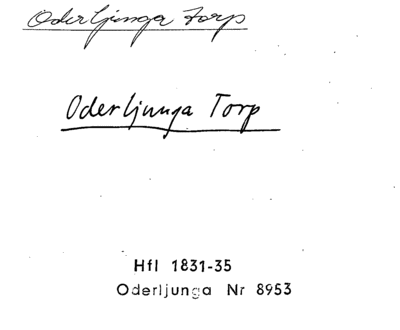 Oderljunga Torp
Oderljunga Torp
Hfl 1831-35
Oderljunga Nr 8953